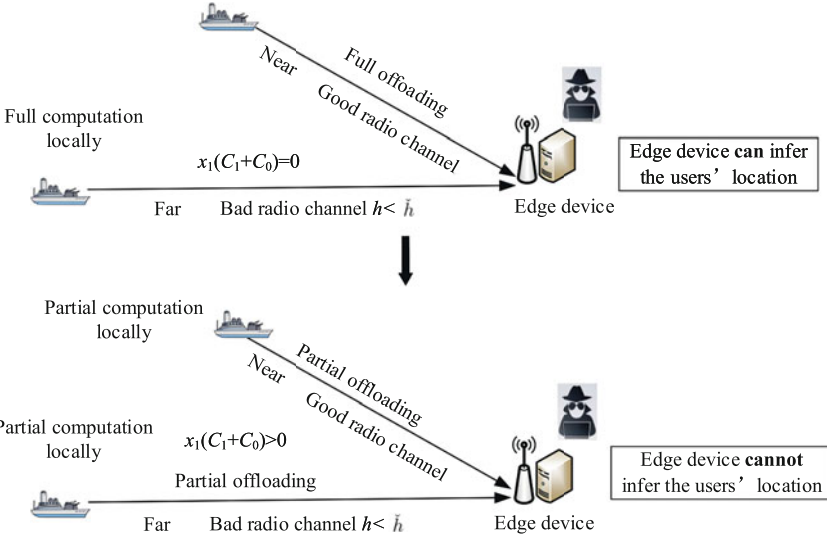 Near
Full offoading
Good radio channel
Full computation
locally
x₁(C₁+C₀)=0
Edge device can infer
the users’ location
Far Bad radio channel h< ȟ
Edge device
Partial computation
locally
Near
Partial offloading
Good radio channel
Partial computation
locally
x₁(C₁+C₀)>0
Partial offloading
Edge device cannot
infer the users’ location
Far Bad radio channel h< ȟ
Edge device